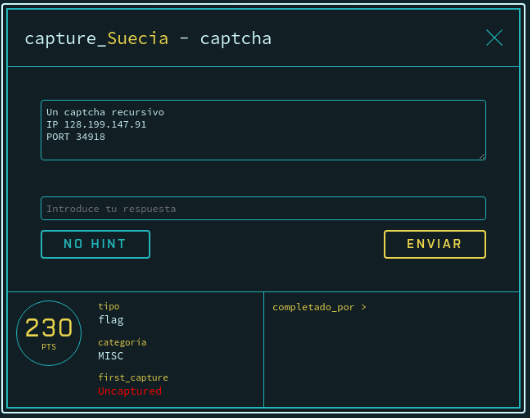 capture_Suecia - captcha
Un captcha recursivo
IP 128.199.147.91
PORT 34918
Introduce tu respuesta
NO HINT
ENVIAR
230
PTS
tipo
flag
categoría
MISC
first_capture
Uncaptured
completado_por >